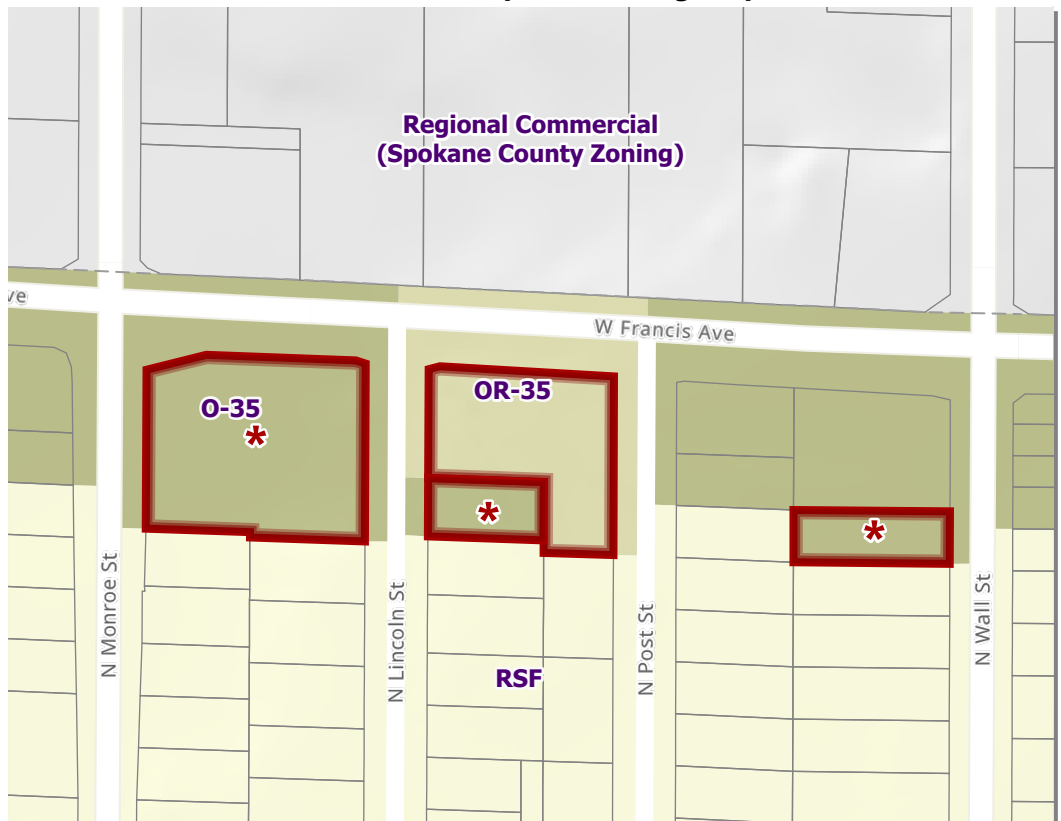 Regional Commercial
(Spokane County Zoning)
ve
W Francis Ave
O-35
*
OR-35
*
*
RSF
N Monroe St
N Lincoln St
N Post St
N Wall St